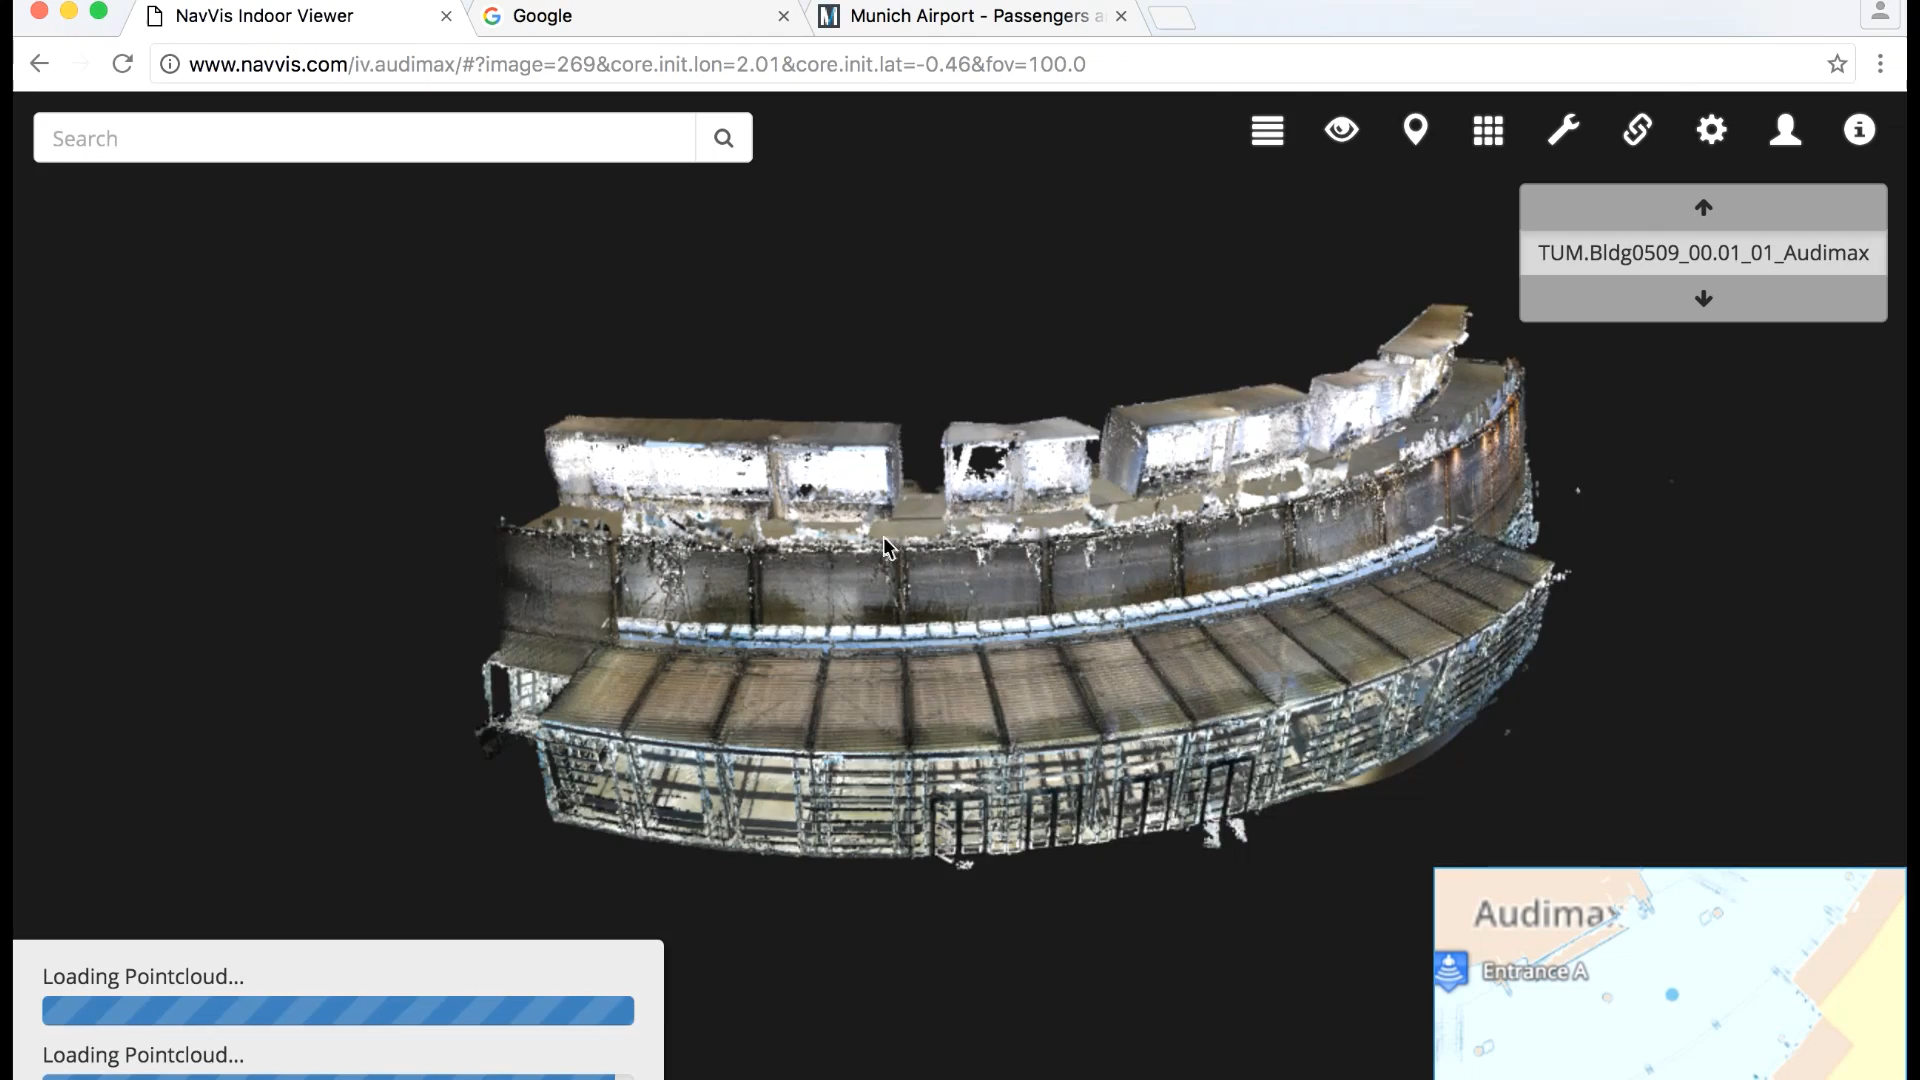 NavVis Indoor Viewer
Google
Munich Airport - Passengers a
www.navvis.com/iv.audimax/#?image=269&core.init.lon=2.01&core.init.lat=-0.46&fov=100.0
Search
TUM.Bldg0509_00.01_01_Audimax
Audimax
Entrance A
Loading Pointcloud...
Loading Pointcloud...